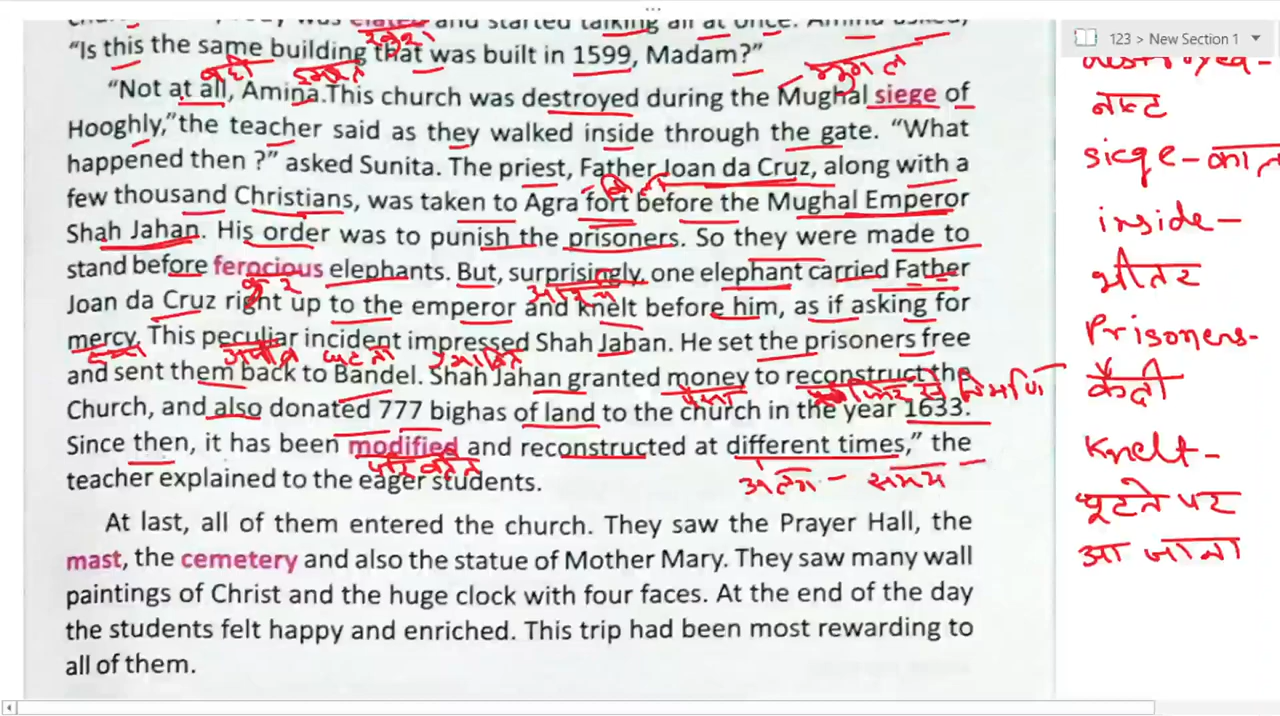 elated and started talking all at once. Amina asked,
“Is this the same building that was built in 1599, Madam?”
“Not at all, Amina.This church was destroyed during the Mughal siege of
Hooghly,”the teacher said as they walked inside through the gate. “What
happened then ?” asked Sunita. The priest, Father Joan da Cruz, along with a
few thousand Christians, was taken to Agra fort before the Mughal Emperor
Shah Jahan. His order was to punish the prisoners. So they were made to
stand before ferocious elephants. But, surprisingly, one elephant carried Father
Joan da Cruz right up to the emperor and knelt before him, as if asking for
mercy. This peculiar incident impressed Shah Jahan. He set the prisoners free
and sent them back to Bandel. Shah Jahan granted money to reconstruct the
Church, and also donated 777 bighas of land to the church in the year 1633.
Since then, it has been modified and reconstructed at different times,” the
अलग - समय
teacher explained to the eager students.
At last, all of them entered the church. They saw the Prayer Hall, the
mast, the cemetery and also the statue of Mother Mary. They saw many wall
paintings of Christ and the huge clock with four faces. At the end of the day
the students felt happy and enriched. This trip had been most rewarding to
all of them.
123 > New Section 1
destroyed-
नष्ट
siege-
inside-
भीतर
Prisoners-
कैदी
Knelt-
घूटने पर
आ जाना